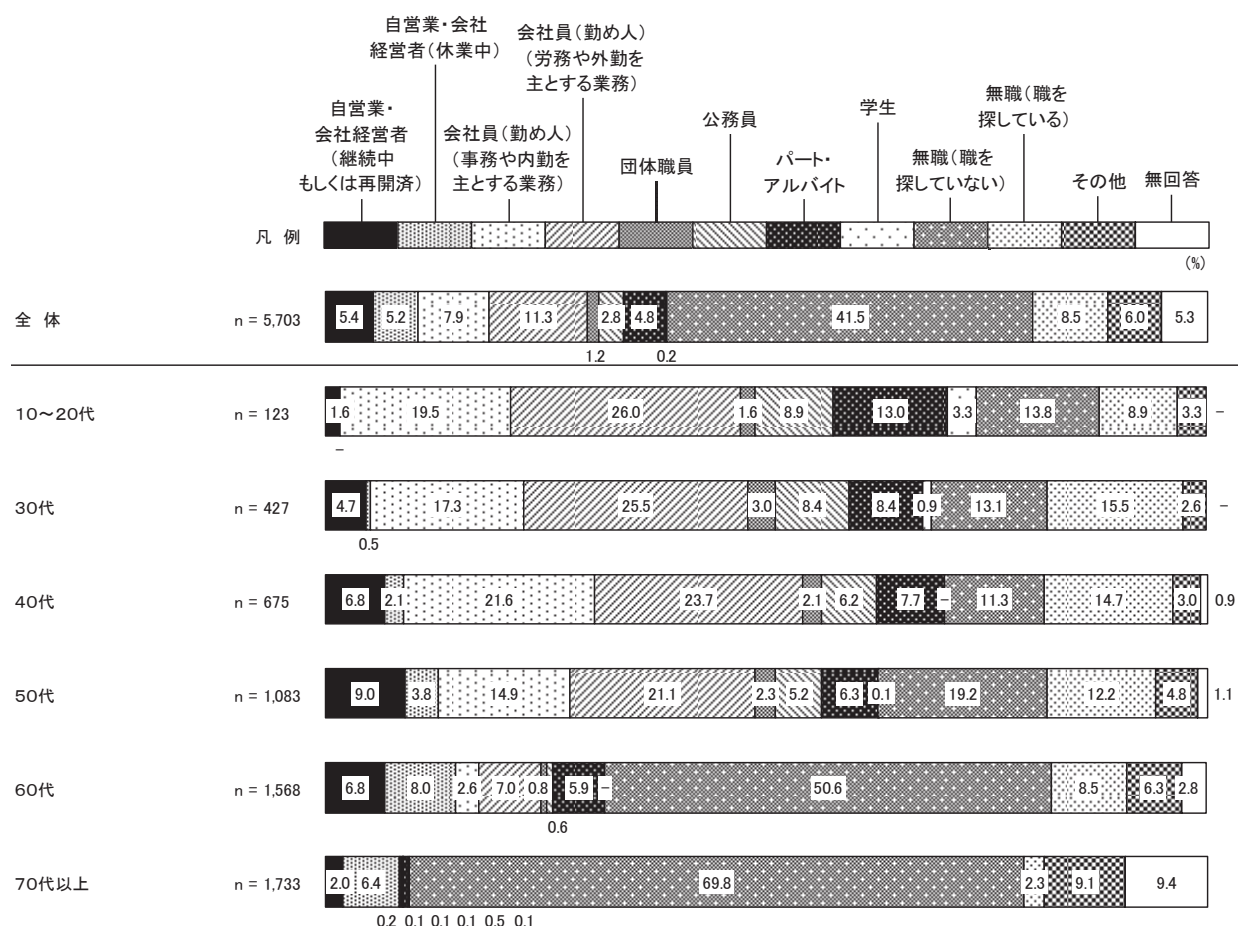 自営業・会社
経営者(休業中)
会社員(勤め人)
(労務や外勤を
主とする業務)
自営業・
会社経営者
(継続中
もしくは再開済)
会社員(勤め人)
(事務や内勤を
主とする業務)
団体職員
公務員
パート・
アルバイト
学生
無職(職を
探していない)
無職(職を
探している)
その他
無回答
凡 例
(%)
全 体 n = 5,703 5.4 5.2 7.9 11.3 2.8 4.8 41.5 8.5 6.0 5.3
1.2 0.2
10~20代 n = 123 1.6 19.5 26.0 1.6 8.9 13.0 3.3 13.8 8.9 3.3 -
-
30代 n = 427 4.7 17.3 25.5 3.0 8.4 8.4 0.9 13.1 15.5 2.6 -
0.5
40代 n = 675 6.8 2.1 21.6 23.7 2.1 6.2 7.7 - 11.3 14.7 3.0 0.9
50代 n = 1,083 9.0 3.8 14.9 21.1 2.3 5.2 6.3 0.1 19.2 12.2 4.8 1.1
60代 n = 1,568 6.8 8.0 2.6 7.0 0.8 5.9 - 50.6 8.5 6.3 2.8
0.6
70代以上 n = 1,733 2.0 6.4 69.8 2.3 9.1 9.4
0.2 0.1 0.1 0.1 0.5 0.1